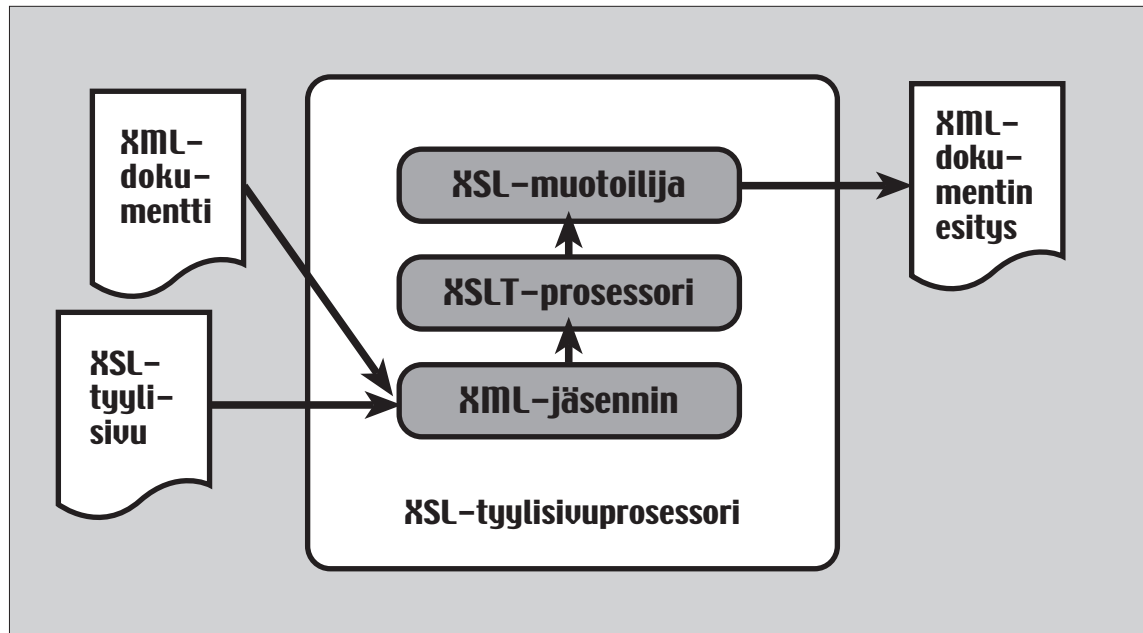 XML-
doku-
mentti
XSL-
tyyli-
sivu
XSL-muotoilija
XSLT-prosessori
XML-jäsennin
XSL-tyylisivuprosessori
XML-
doku-
mentin
esitys